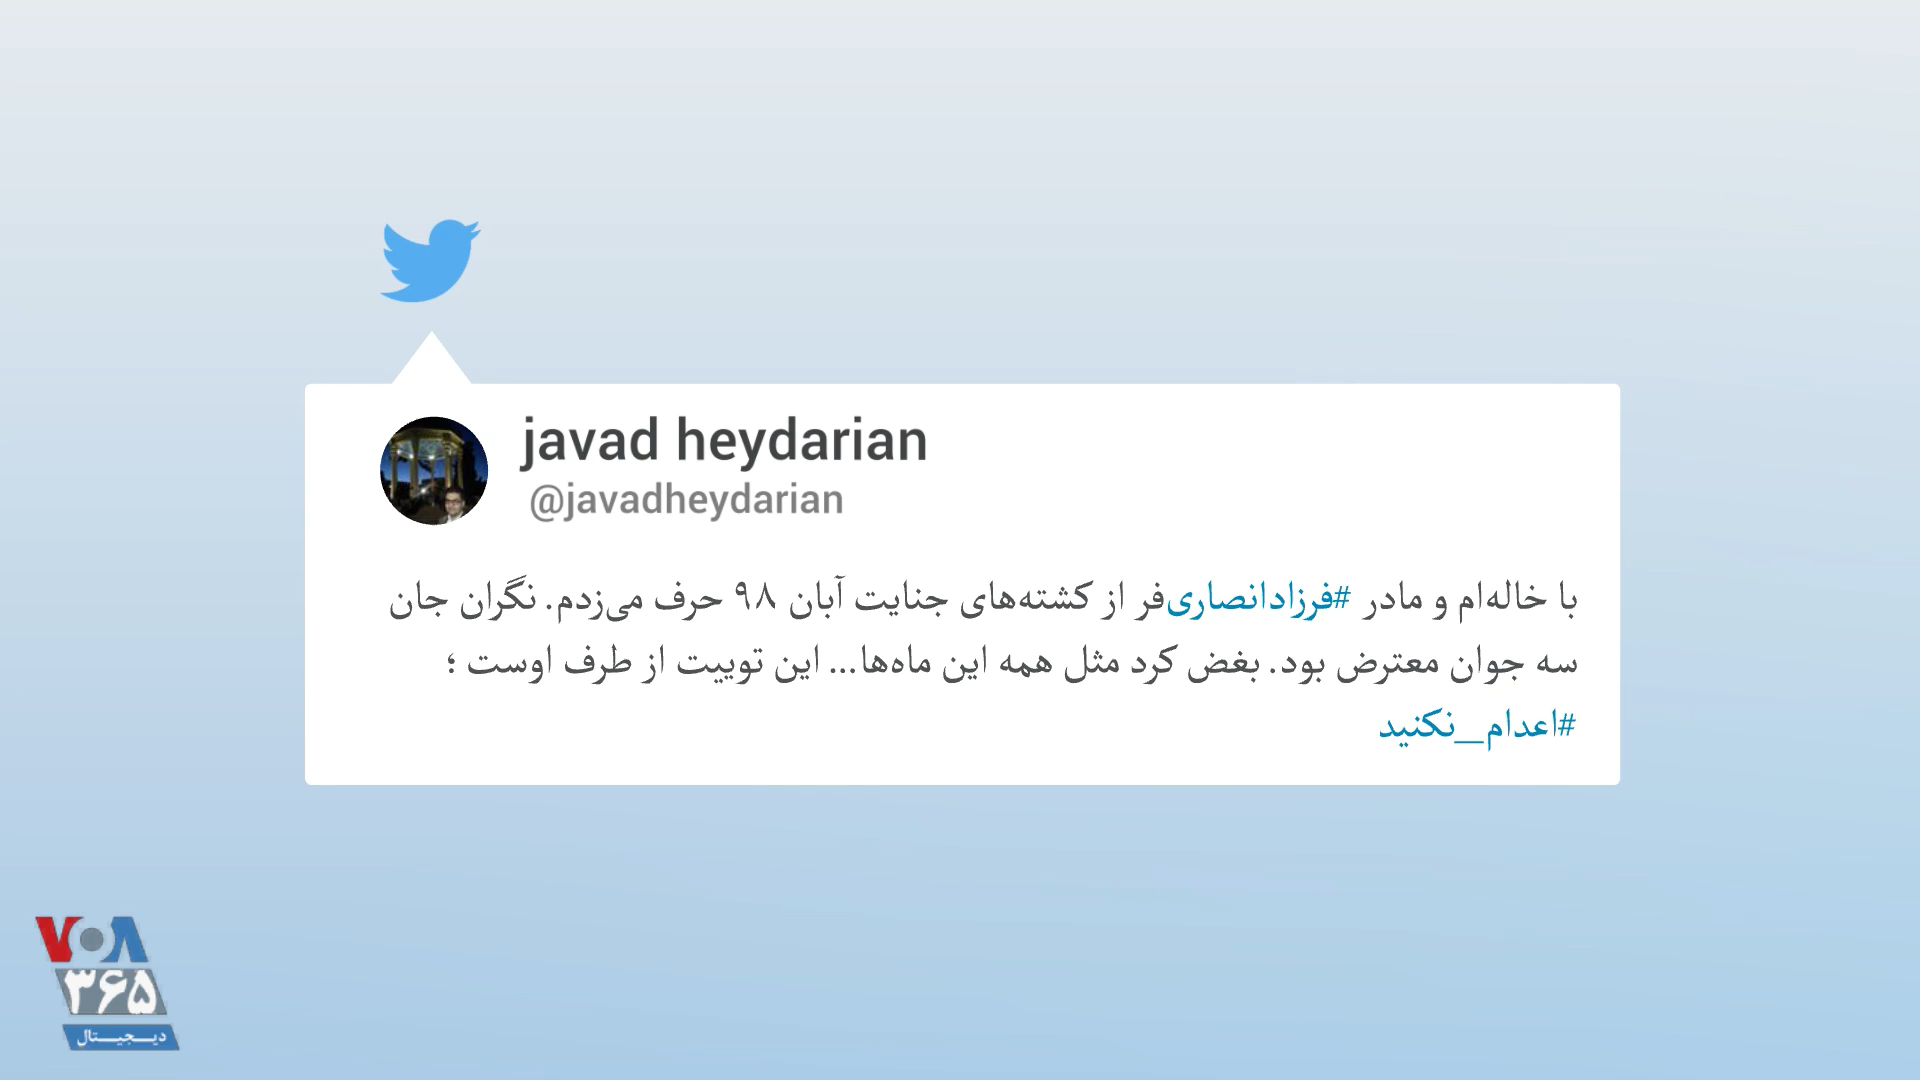 javad heydarian
@javadheydarian
با خاله‌ام و مادر #فرزادانصاری‌فر از کشته‌های جنایت آبان ۹۸ حرف می‌زدم. نگران جان
سه جوان معترض بود. بغض کرد مثل همه این ماه‌ها... این توییت از طرف اوست ؛
#اعدام_نکنید
VOA
۳۶۵
دیـجیتال